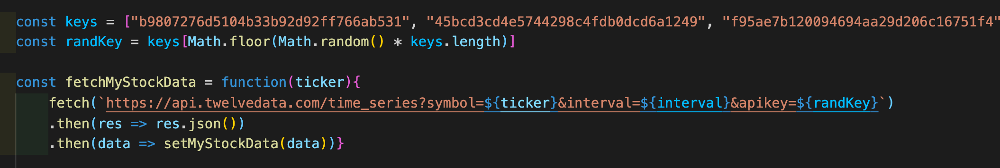 const keys = ["b9807276d5104b33b92d92ff766ab531", "45bcd3cd4e5744298c4fdb0dcd6a1249", "f95ae7b120094694aa29d206c16751f4"
const randKey = keys[Math.floor(Math.random() * keys.length)]
const fetchMyStockData = function(ticker){
fetch(`https://api.twelvedata.com/time_series?symbol=${ticker}&interval=${interval}&apikey=${randKey}`)
.then(res => res.json())
.then(data => setMyStockData(data))}